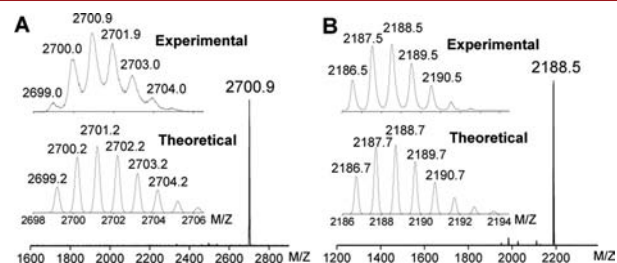 A
2700.9
Experimental
2700.0
2701.9
2703.0
2699.0
2704.0
2700.9
Theoretical
2701.2
2700.2
2702.2
2703.2
2699.2
2704.2
2698 2700 2702 2704 2706 M/Z
1600 1800 2000 2200 2400 2600 2800 M/Z
B
2188.5
2187.5
Experimental
2189.5
2186.5
2190.5
2188.5
Theoretical
2188.7
2187.7
2189.7
2186.7
2190.7
2186 2188 2190 2192 2194 M/Z
1200 1400 1600 1800 2000 2200 M/Z